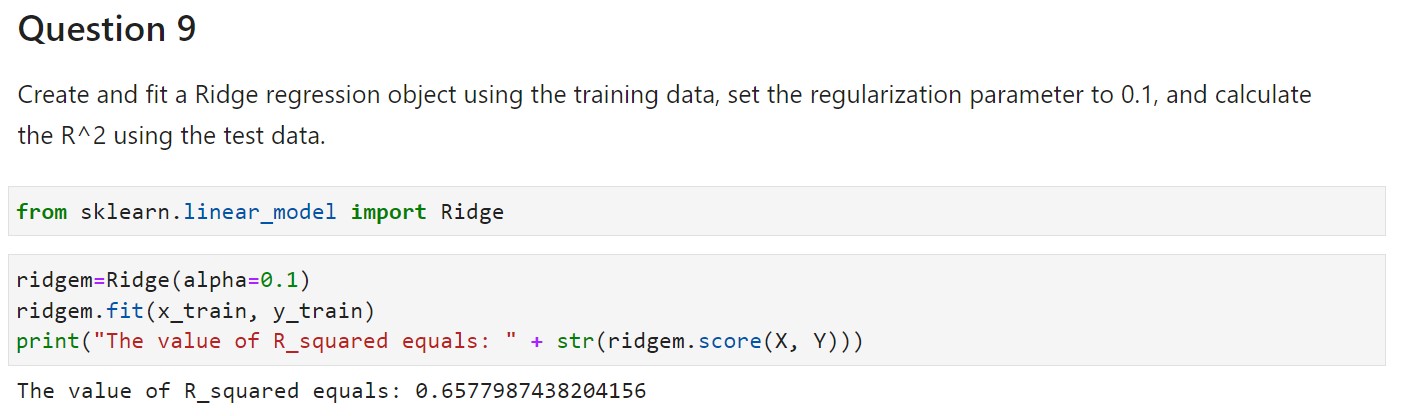 Question 9
Create and fit a Ridge regression object using the training data, set the regularization parameter to 0.1, and calculate
the R^2 using the test data.
from sklearn.linear_model import Ridge
ridgem=Ridge(alpha=0.1)
ridgem.fit(x_train, y_train)
print("The value of R_squared equals: " + str(ridgem.score(X, Y)))
The value of R_squared equals: 0.6577987438204156